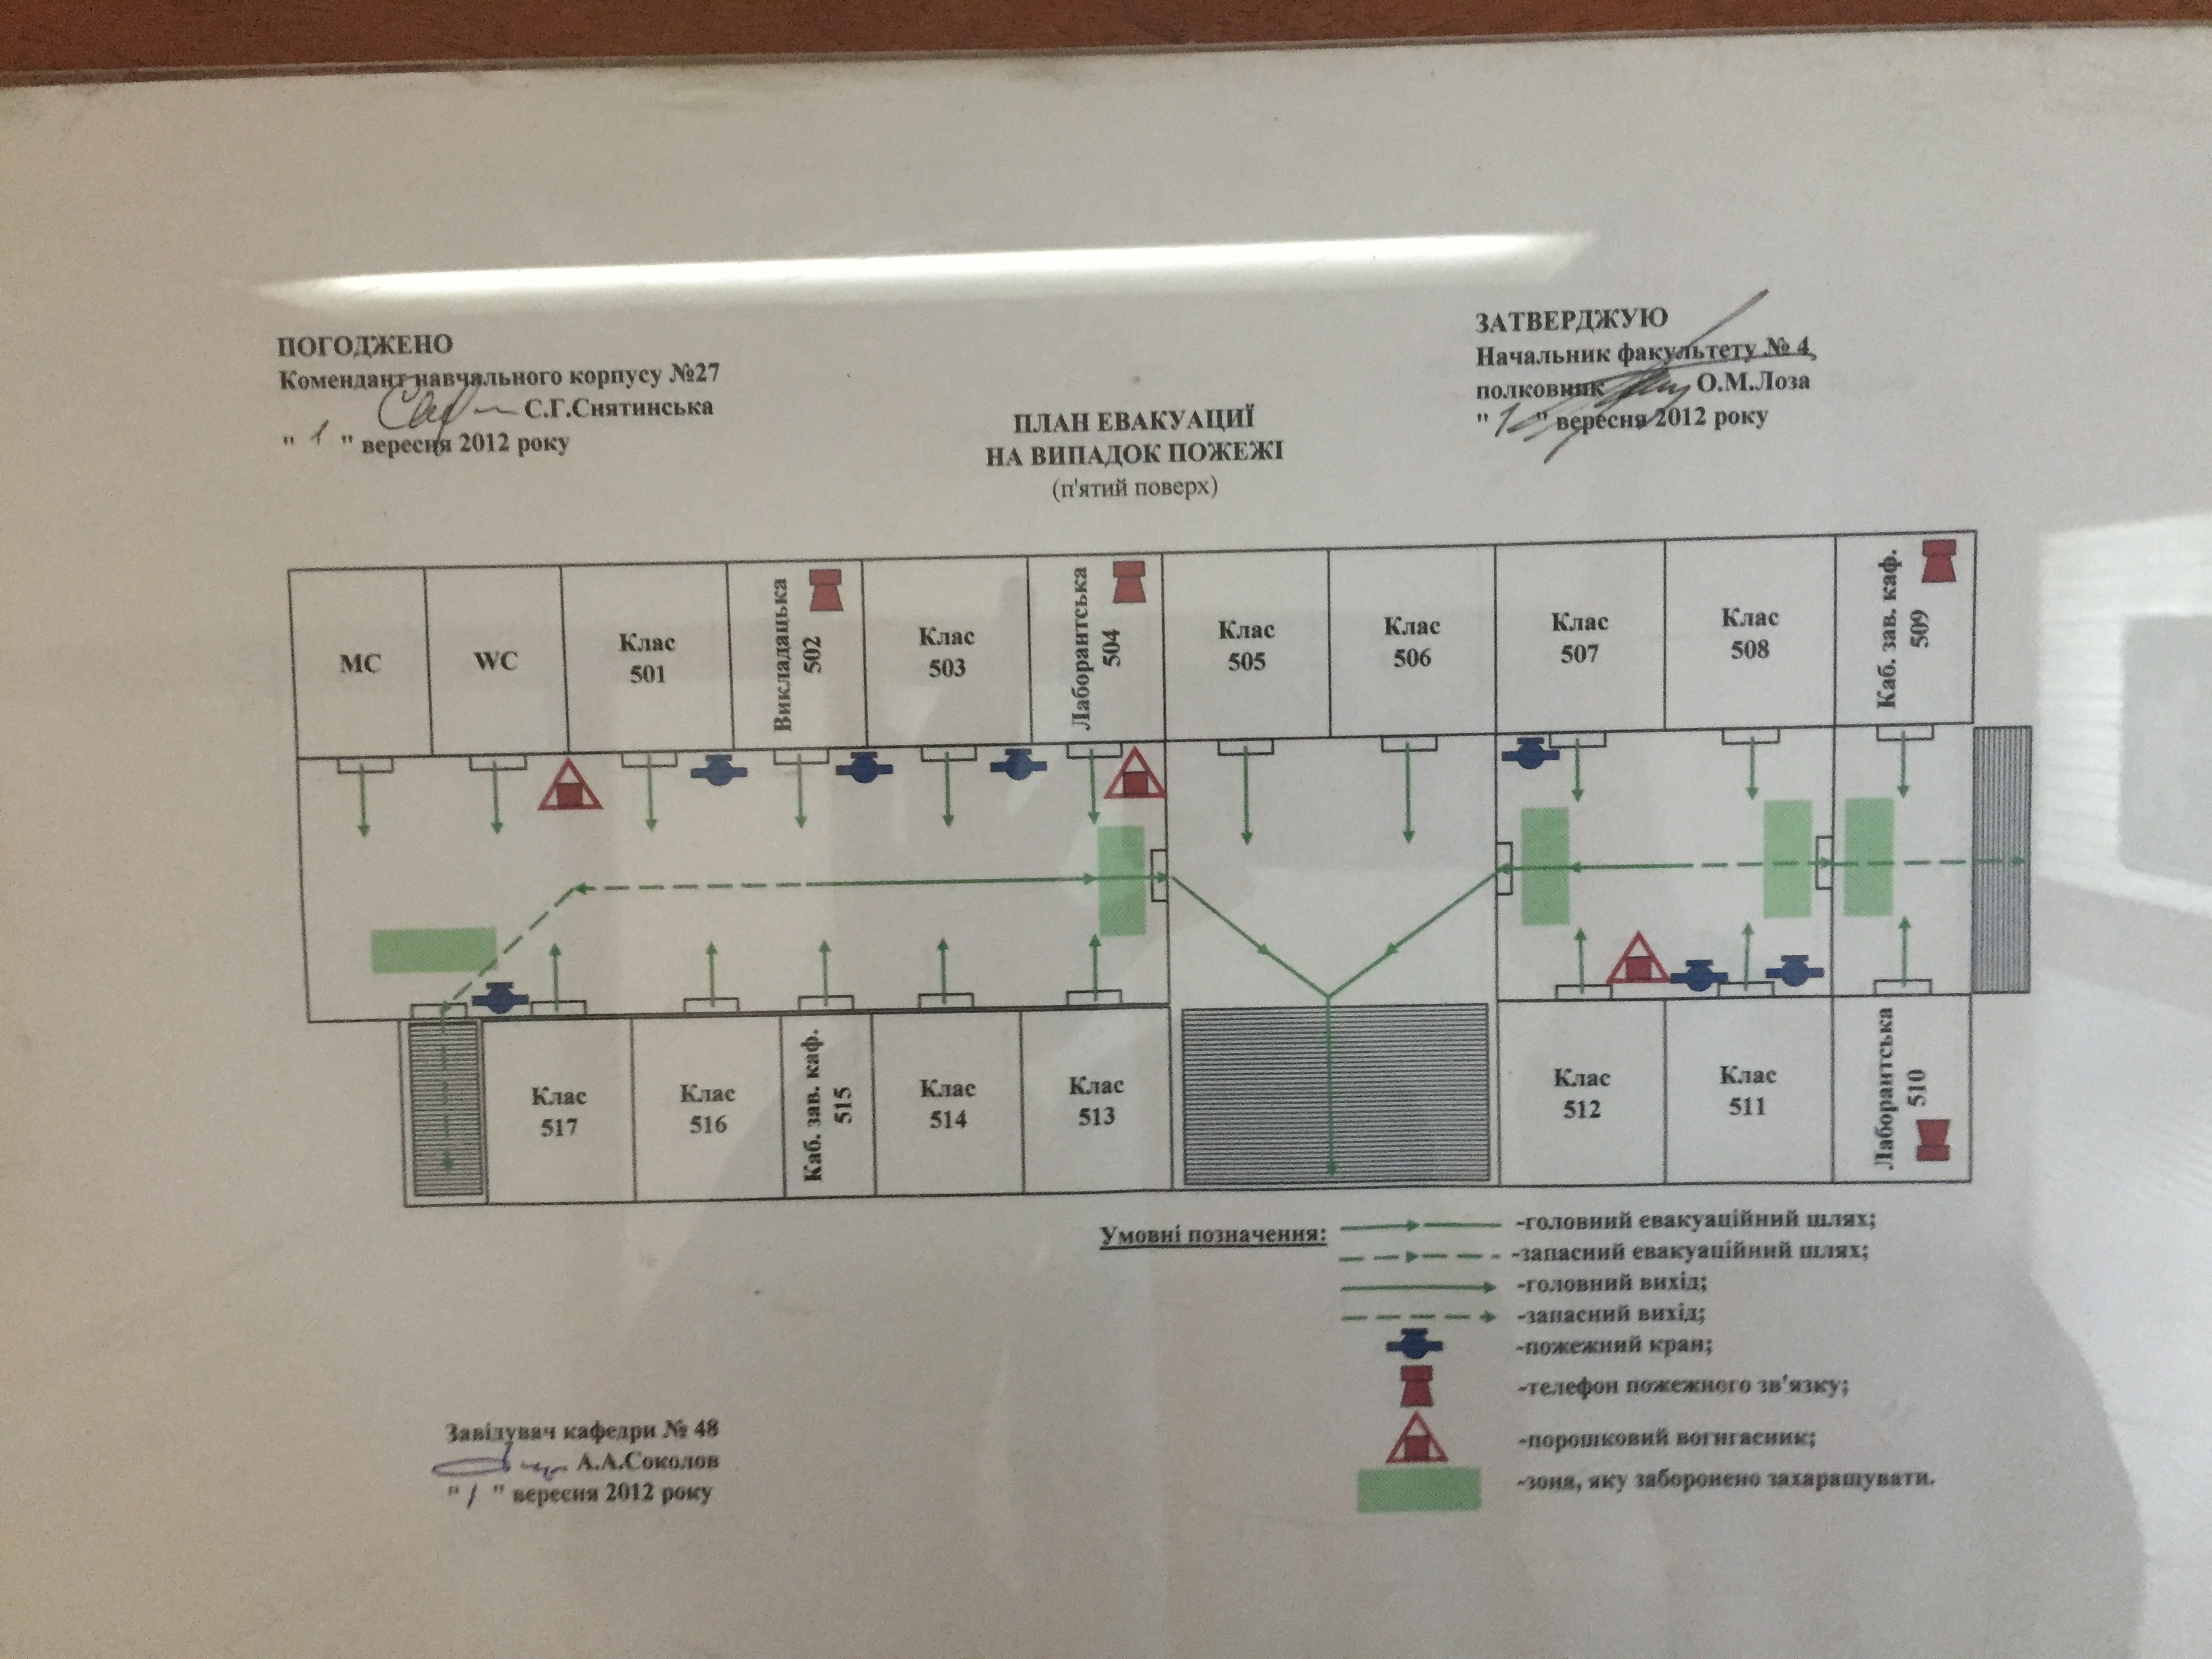 ПОГОДЖЕНО
Комендант навчального корпусу №27
С.Г.Снятинська
" 1 " вересня 2012 року
ЗАТВЕРДЖУЮ
Начальник факультету № 4
полковник О.М.Лоза
" 1 " вересня 2012 року
ПЛАН ЕВАКУАЦИЇ
НА ВИПАДОК ПОЖЕЖІ
(п'ятий поверх)
МС
WC
Клас
501
Викладацька
502
Клас
503
Лаборантська
504
Клас
505
Клас
506
Клас
507
Клас
508
Каб. зав. каф.
509
Клас
517
Клас
516
Каб. зав. каф.
515
Клас
514
Клас
513
Клас
512
Клас
511
Лаборантська
510
Умовні позначення:
-головний евакуаційний шлях;
-запасний евакуаційний шлях;
-головний вихід;
-запасний вихід;
-пожежний кран;
-телефон пожежного зв'язку;
-порошковий вогнгасник;
-зона, яку заборонено захаращувати.
Завідувач кафедри № 48
А.А.Соколов
" 1 " вересня 2012 року